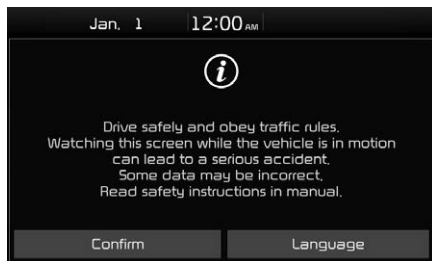 Jan. 1 12:00 AM
i
Drive safely and obey traffic rules.
Watching this screen while the vehicle is in motion
can lead to a serious accident.
Some data may be incorrect.
Read safety instructions in manual.
Confirm Language